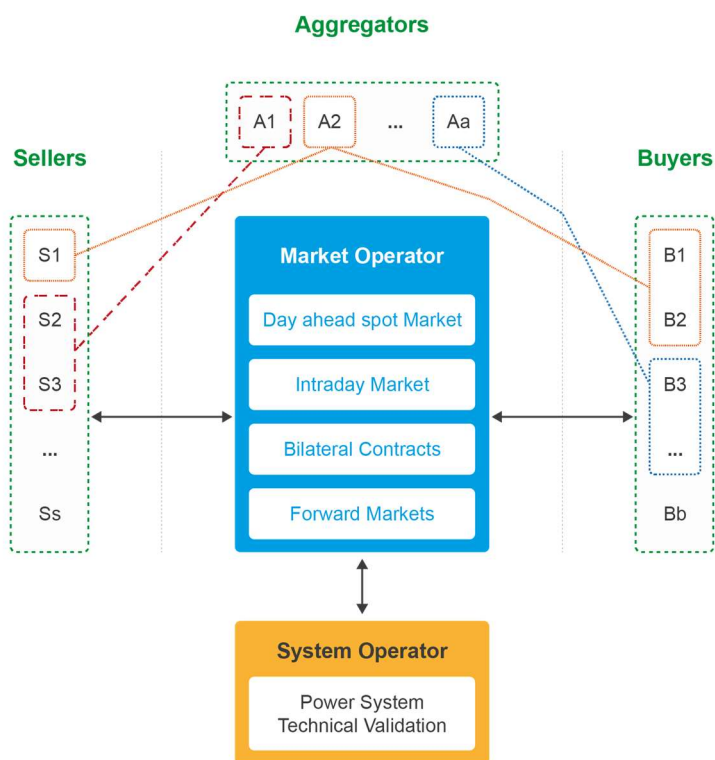 Aggregators
A1 A2 ... Aa
Sellers
S1
S2
S3
...
Ss
Market Operator
Day ahead spot Market
Intraday Market
Bilateral Contracts
Forward Markets
Buyers
B1
B2
B3
...
Bb
System Operator
Power System
Technical Validation